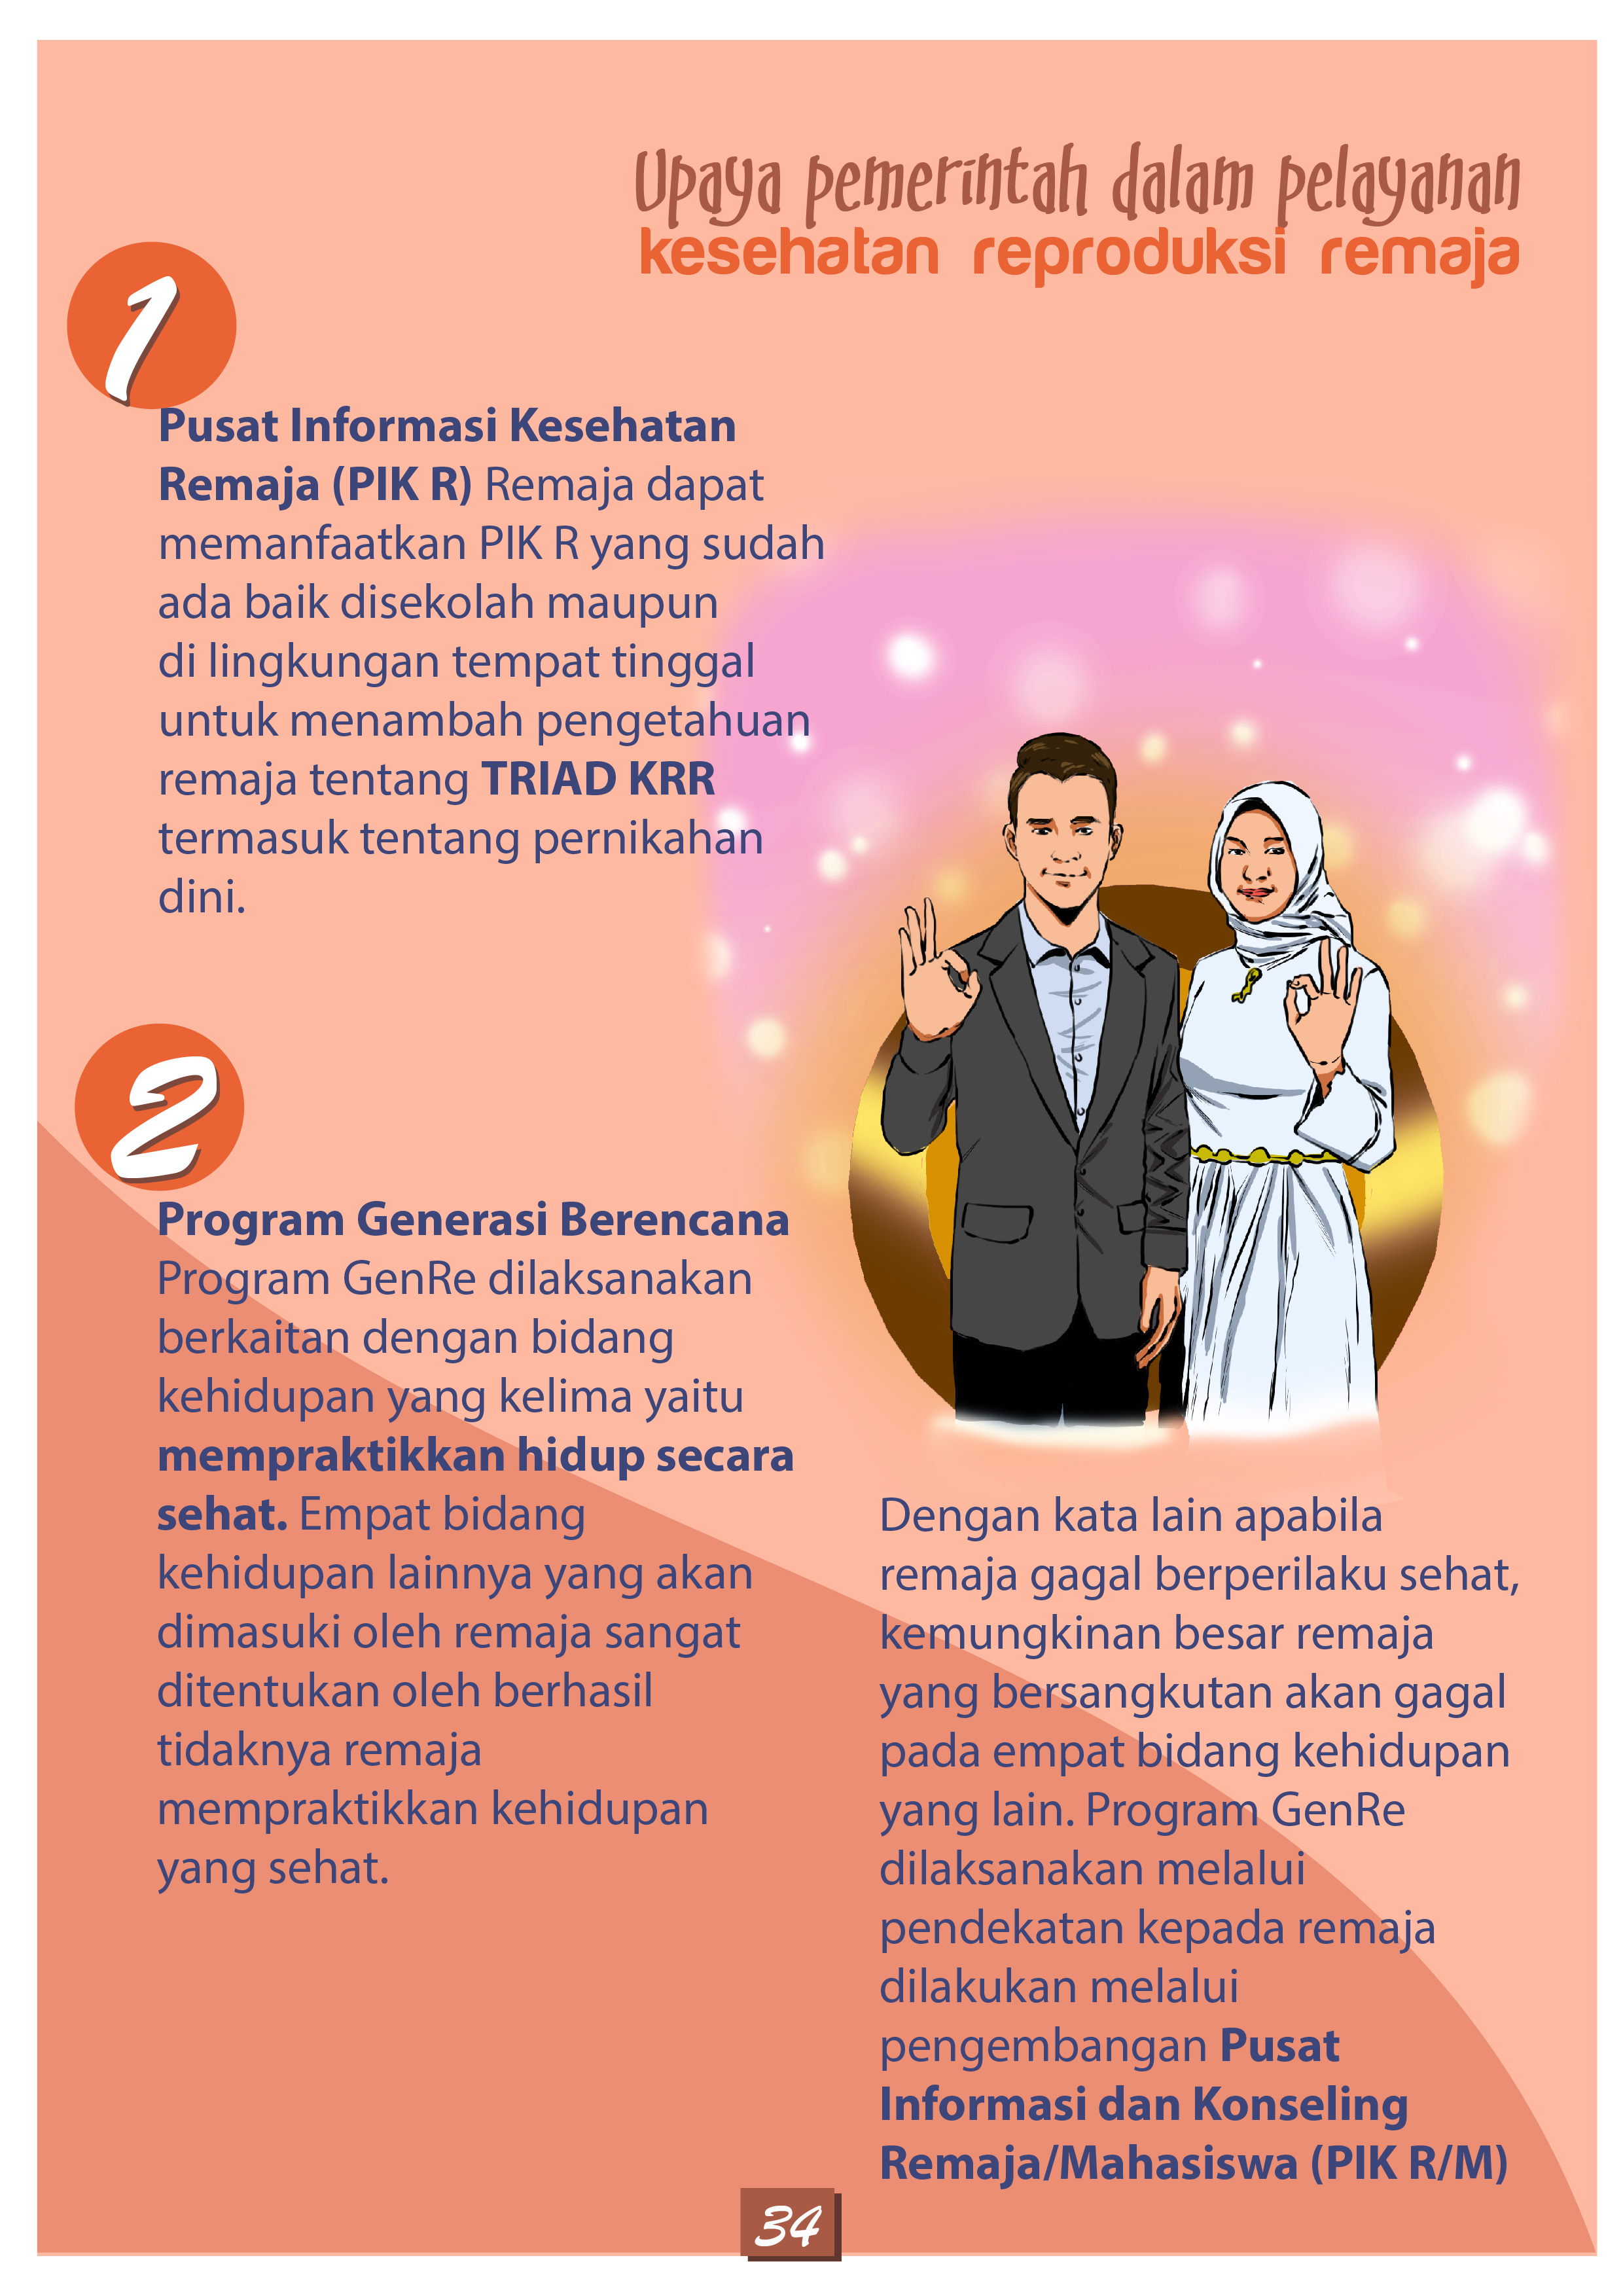 Upaya pemerintah dalam pelayanan
kesehatan reproduksi remaja
1
Pusat Informasi Kesehatan
Remaja (PIK R) Remaja dapat
memanfaatkan PIK R yang sudah
ada baik disekolah maupun
di lingkungan tempat tinggal
untuk menambah pengetahuan
remaja tentang TRIAD KRR
termasuk tentang pernikahan
dini.
2
Program Generasi Berencana
Program GenRe dilaksanakan
berkaitan dengan bidang
kehidupan yang kelima yaitu
mempraktikkan hidup secara
sehat. Empat bidang
kehidupan lainnya yang akan
dimasuki oleh remaja sangat
ditentukan oleh berhasil
tidaknya remaja
mempraktikkan kehidupan
yang sehat.
Dengan kata lain apabila
remaja gagal berperilaku sehat,
kemungkinan besar remaja
yang bersangkutan akan gagal
pada empat bidang kehidupan
yang lain. Program GenRe
dilaksanakan melalui
pendekatan kepada remaja
dilakukan melalui
pengembangan Pusat
Informasi dan Konseling
Remaja/Mahasiswa (PIK R/M)
34